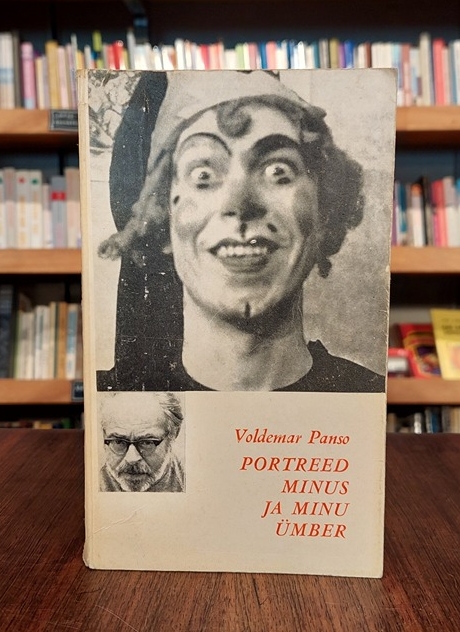 Voldemar Panso
PORTREED
MINUS
JA MINU
ÜMBER